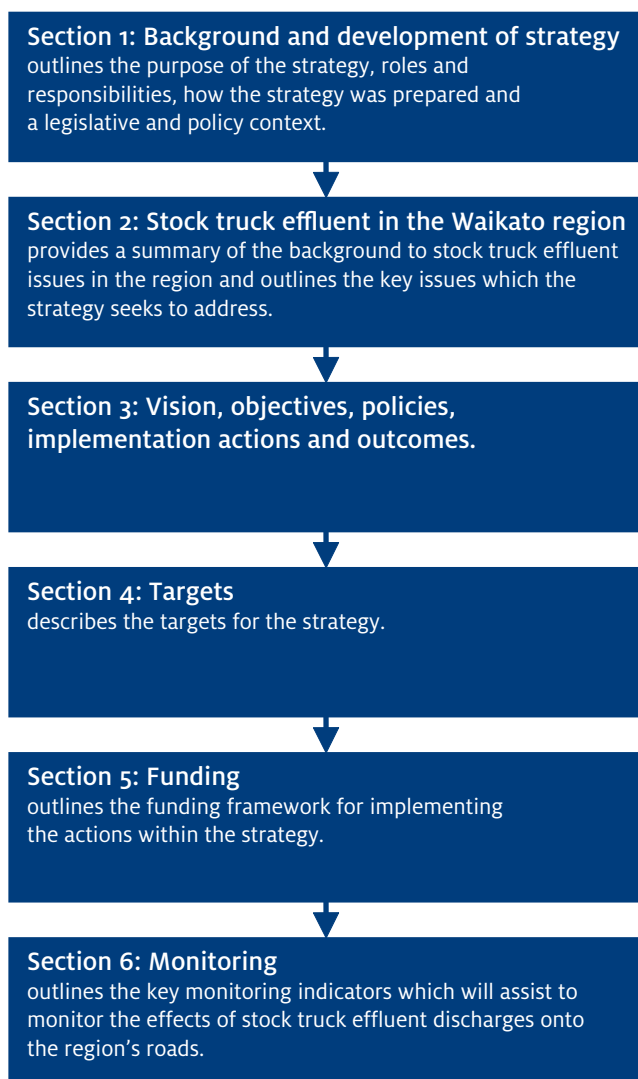 Section 1: Background and development of strategy
outlines the purpose of the strategy, roles and
responsibilities, how the strategy was prepared and
a legislative and policy context.
Section 2: Stock truck effluent in the Waikato region
provides a summary of the background to stock truck effluent
issues in the region and outlines the key issues which the
strategy seeks to address.
Section 3: Vision, objectives, policies,
implementation actions and outcomes.
Section 4: Targets
describes the targets for the strategy.
Section 5: Funding
outlines the funding framework for implementing
the actions within the strategy.
Section 6: Monitoring
outlines the key monitoring indicators which will assist to
monitor the effects of stock truck effluent discharges onto
the region's roads.